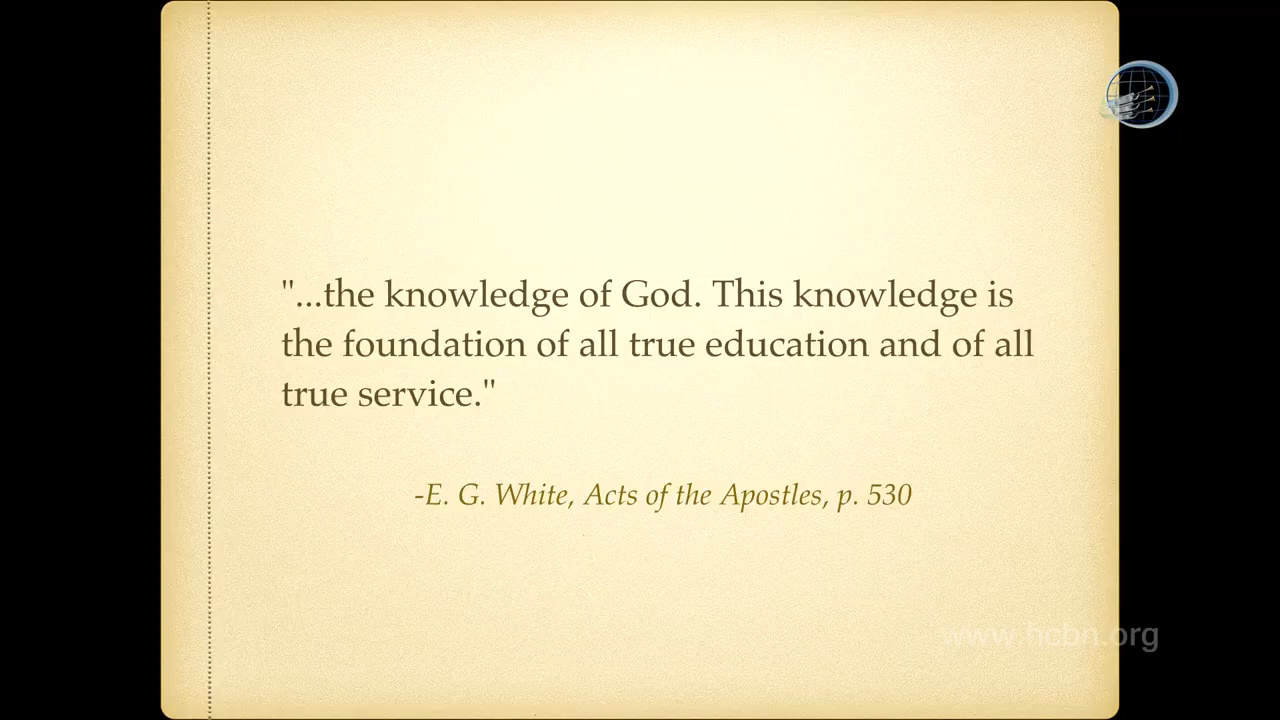 "...the knowledge of God. This knowledge is
the foundation of all true education and of all
true service."
-E. G. White, Acts of the Apostles, p. 530
www.hcbn.org